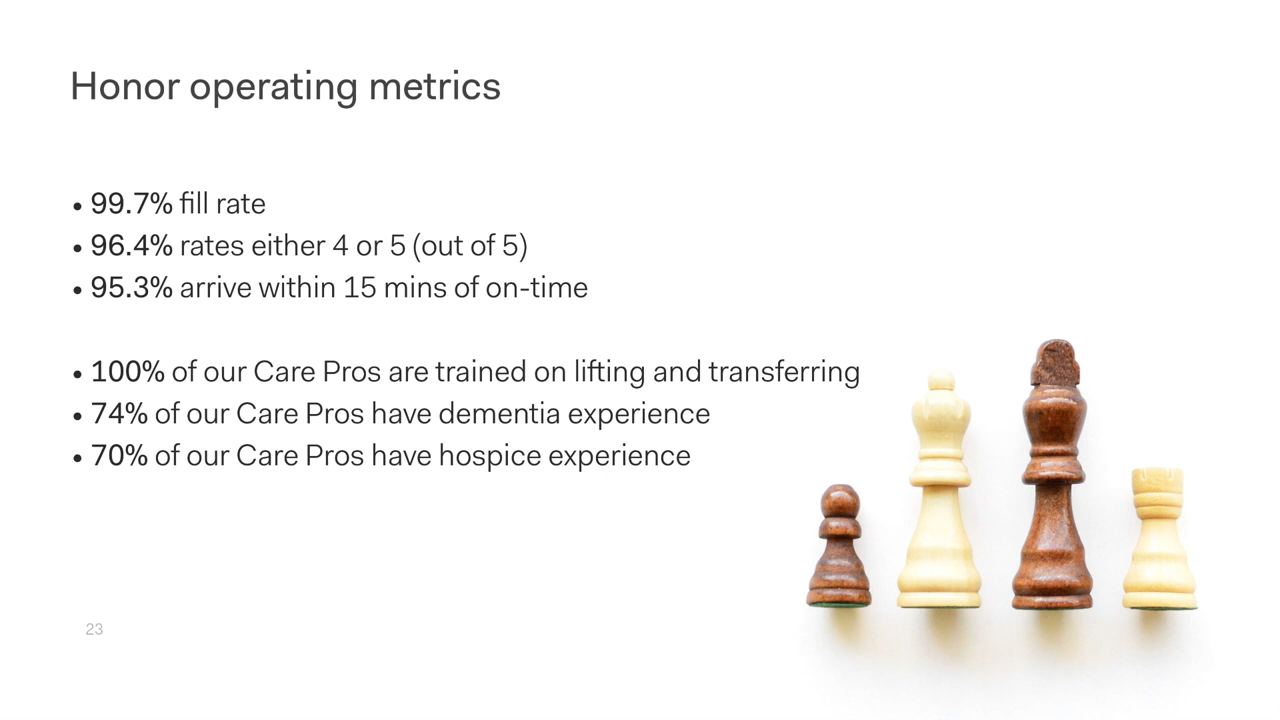 Honor operating metrics
• 99.7% fill rate
• 96.4% rates either 4 or 5 (out of 5)
• 95.3% arrive within 15 mins of on-time
• 100% of our Care Pros are trained on lifting and transferring
• 74% of our Care Pros have dementia experience
• 70% of our Care Pros have hospice experience
23